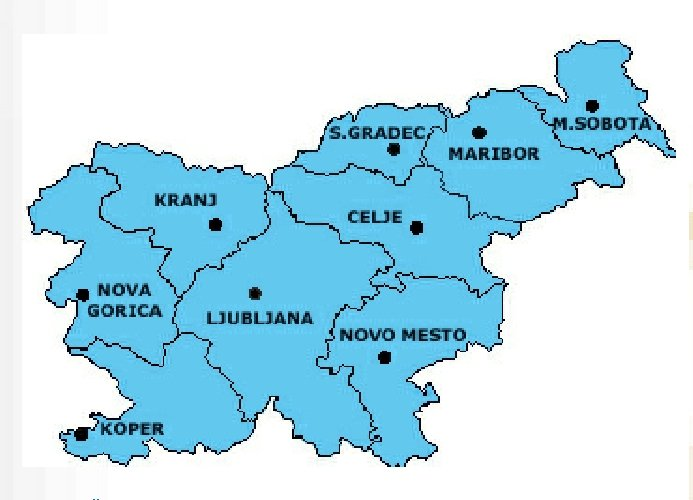 M.SOBOTA
S.GRADEC
MARIBOR
KRANJ
CELJE
NOVA
GORICA
LJUBLJANA
NOVO MESTO
KOPER